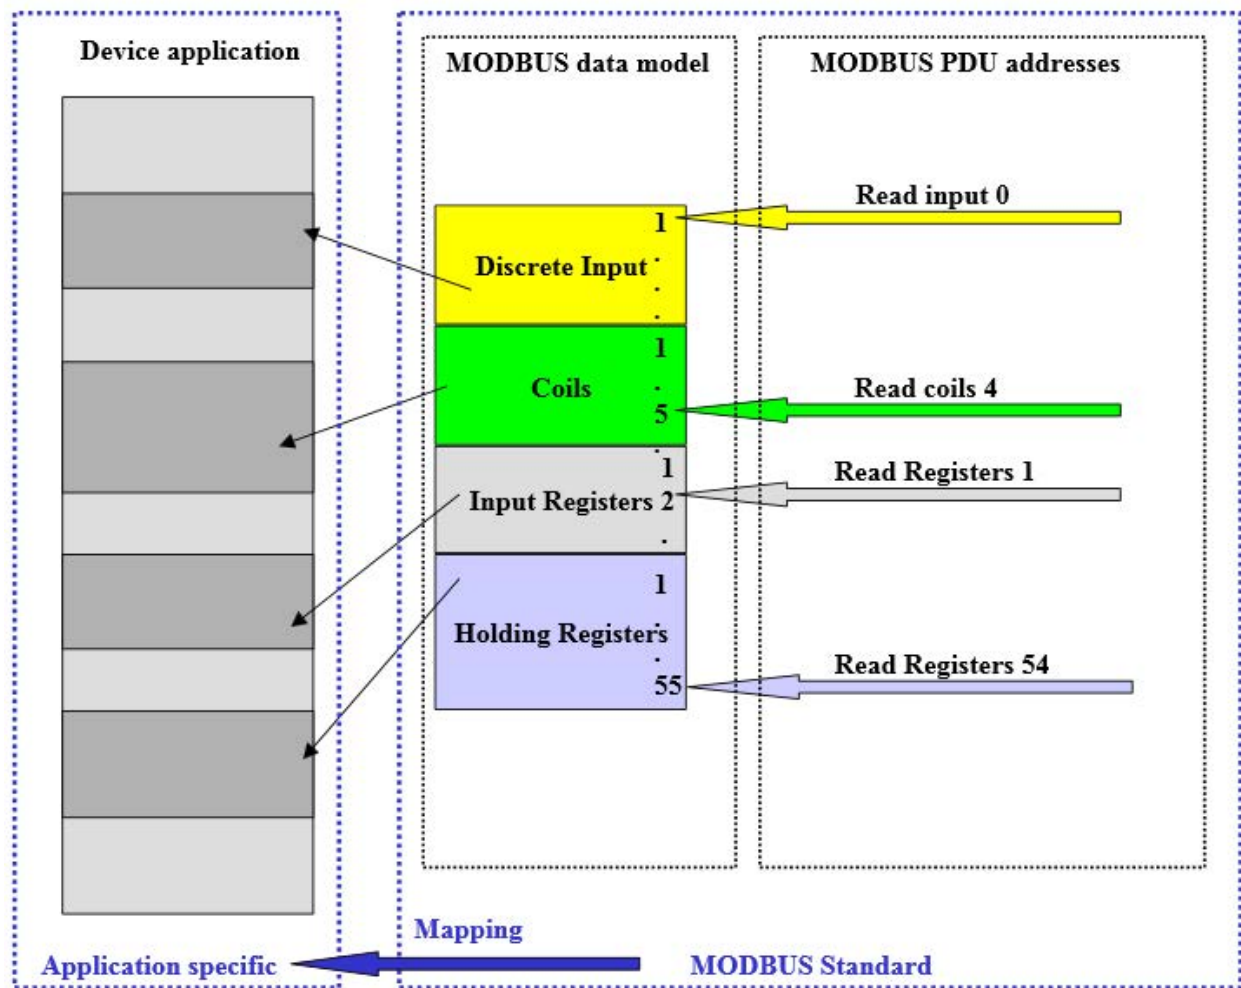 Device application
MODBUS data model
MODBUS PDU addresses
Read input 0
1
Discrete Input
.
.
.
1
Coils
.
5
Read coils 4
.
1
Input Registers 2
.
Read Registers 1
1
.
Holding Registers
.
55
Read Registers 54
Mapping
Application specific
MODBUS Standard